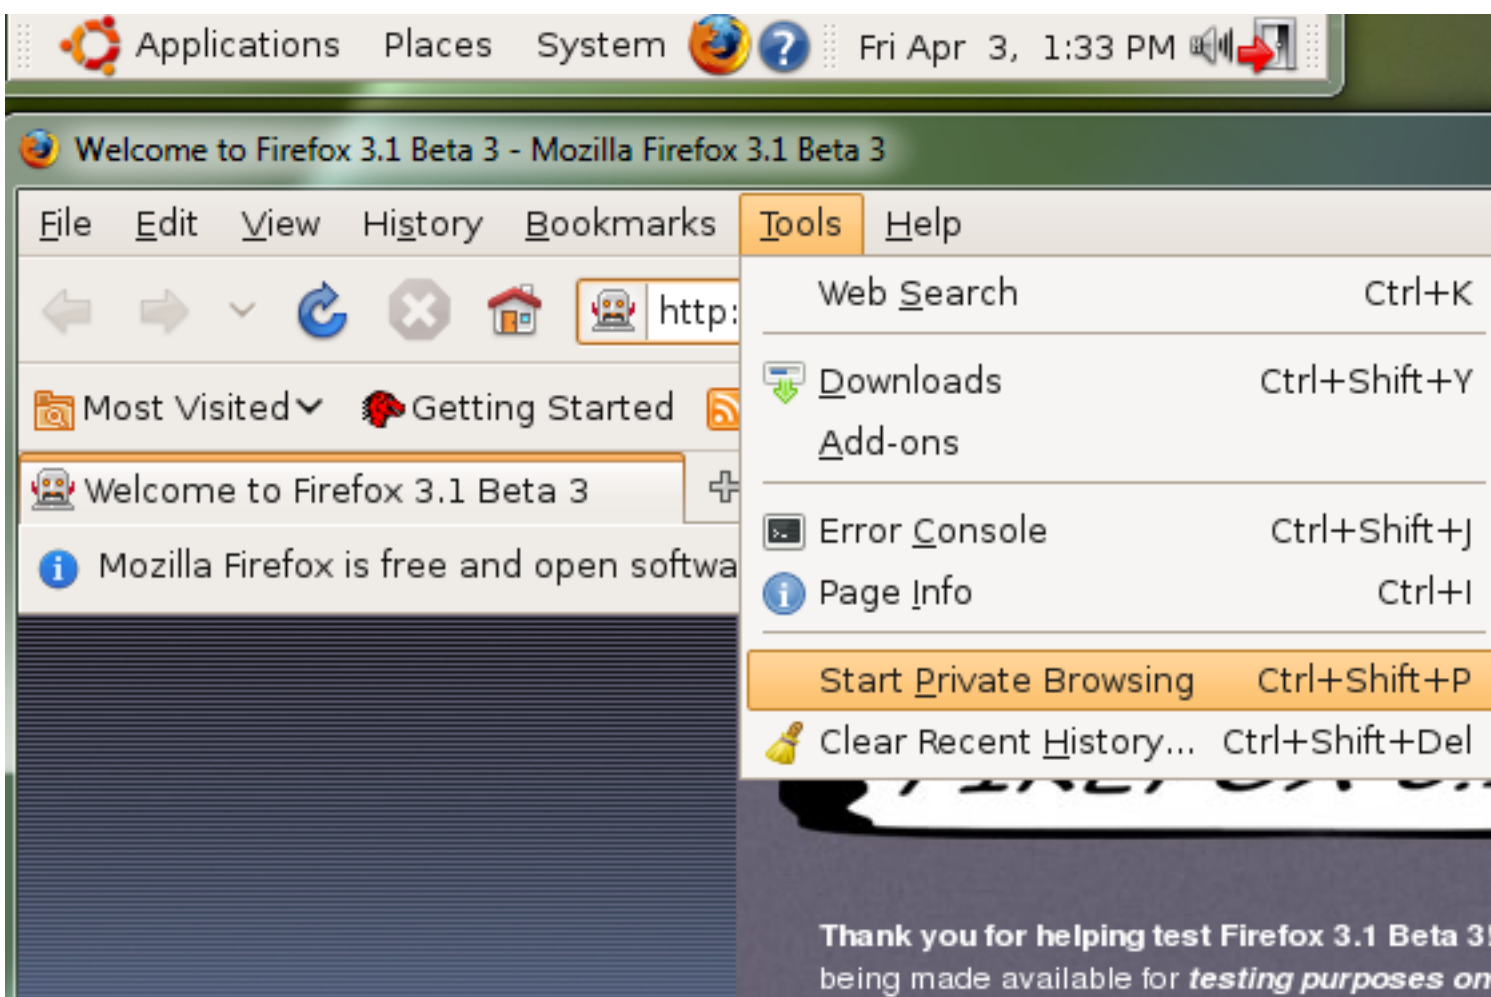 Applications Places System ? Fri Apr 3, 1:33 PM
Welcome to Firefox 3.1 Beta 3 - Mozilla Firefox 3.1 Beta 3
File Edit View History Bookmarks Tools Help
http:
Web Search Ctrl+K
Most Visited Getting Started
Downloads Ctrl+Shift+Y
Add-ons
Welcome to Firefox 3.1 Beta 3
Mozilla Firefox is free and open softwa
Error Console Ctrl+Shift+J
Page Info Ctrl+I
Start Private Browsing Ctrl+Shift+P
Clear Recent History... Ctrl+Shift+Del
Thank you for helping test Firefox 3.1 Beta 3!
being made available for testing purposes on